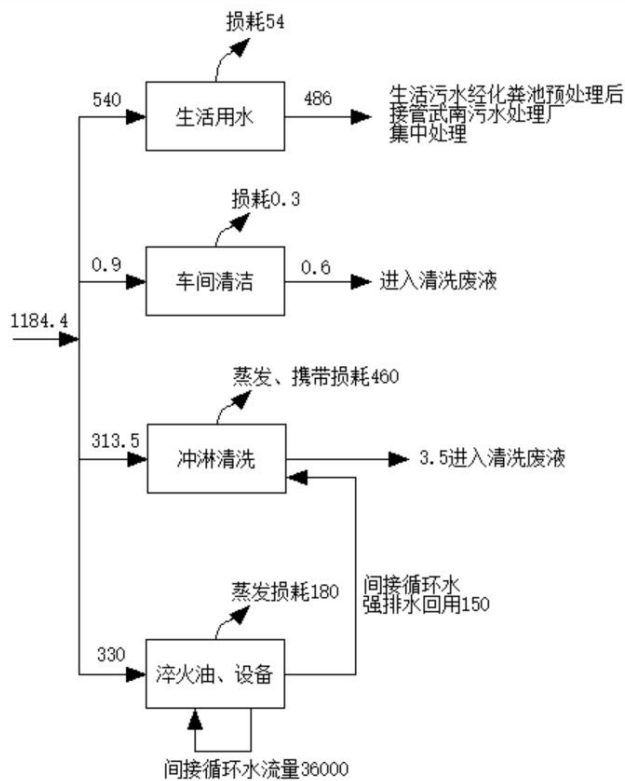 损耗54
540
生活用水
486
生活污水经化粪池预处理后
接管武南污水处理厂
集中处理
损耗0.3
0.9
车间清洁
0.6
进入清洗废液
1184.4
蒸发、携带损耗460
313.5
冲淋清洗
3.5进入清洗废液
间接循环水
强排水回用150
蒸发损耗180
330
淬火油、设备
间接循环水流量36000